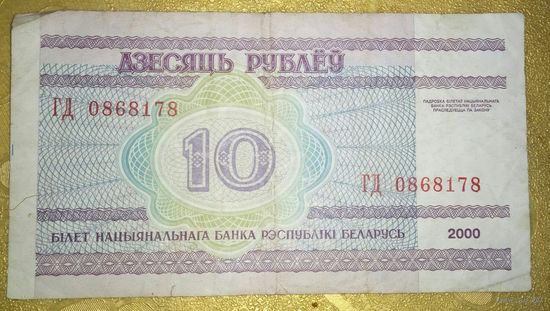 ДЗЕСЯЦЬ РУБЛЁЎ
ГД 0868178
ПАДРОБКА БІЛЕТАЎ НАЦЫЯНАЛЬНАГА
БАНКА РЭСПУБЛІКІ БЕЛАРУСЬ
ПРАСЛЕДУЕЦЦА ПА ЗАКОНУ
10
ГД 0868178
БІЛЕТ НАЦЫЯНАЛЬНАГА БАНКА РЭСПУБЛІКІ БЕЛАРУСЬ 2000